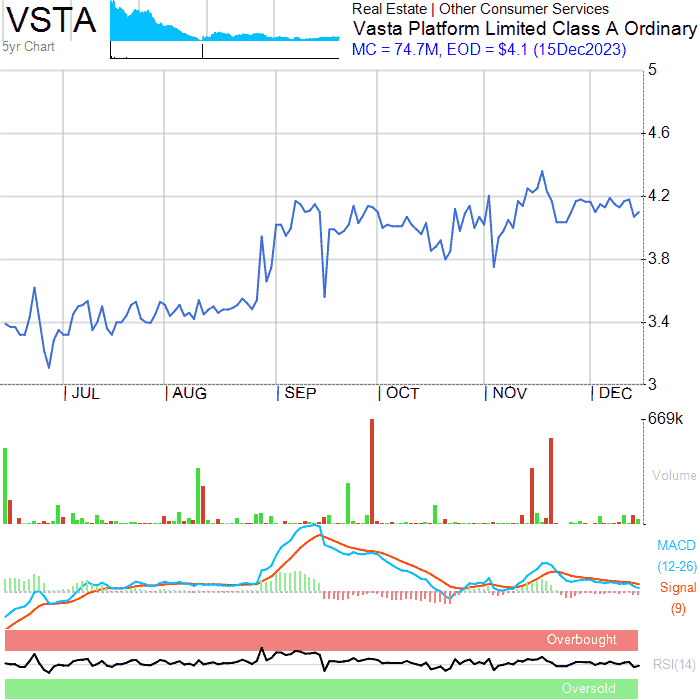 VSTA
5yr Chart
Real Estate | Other Consumer Services
Vasta Platform Limited Class A Ordinary
MC = 74.7M, EOD = $4.1 (15Dec2023)
5
4.6
4.2
3.8
3.4
3
JUL AUG SEP OCT NOV DEC
669k
Volume
MACD
(12-26)
Signal
(9)
Overbought
RSI(14)
Oversold